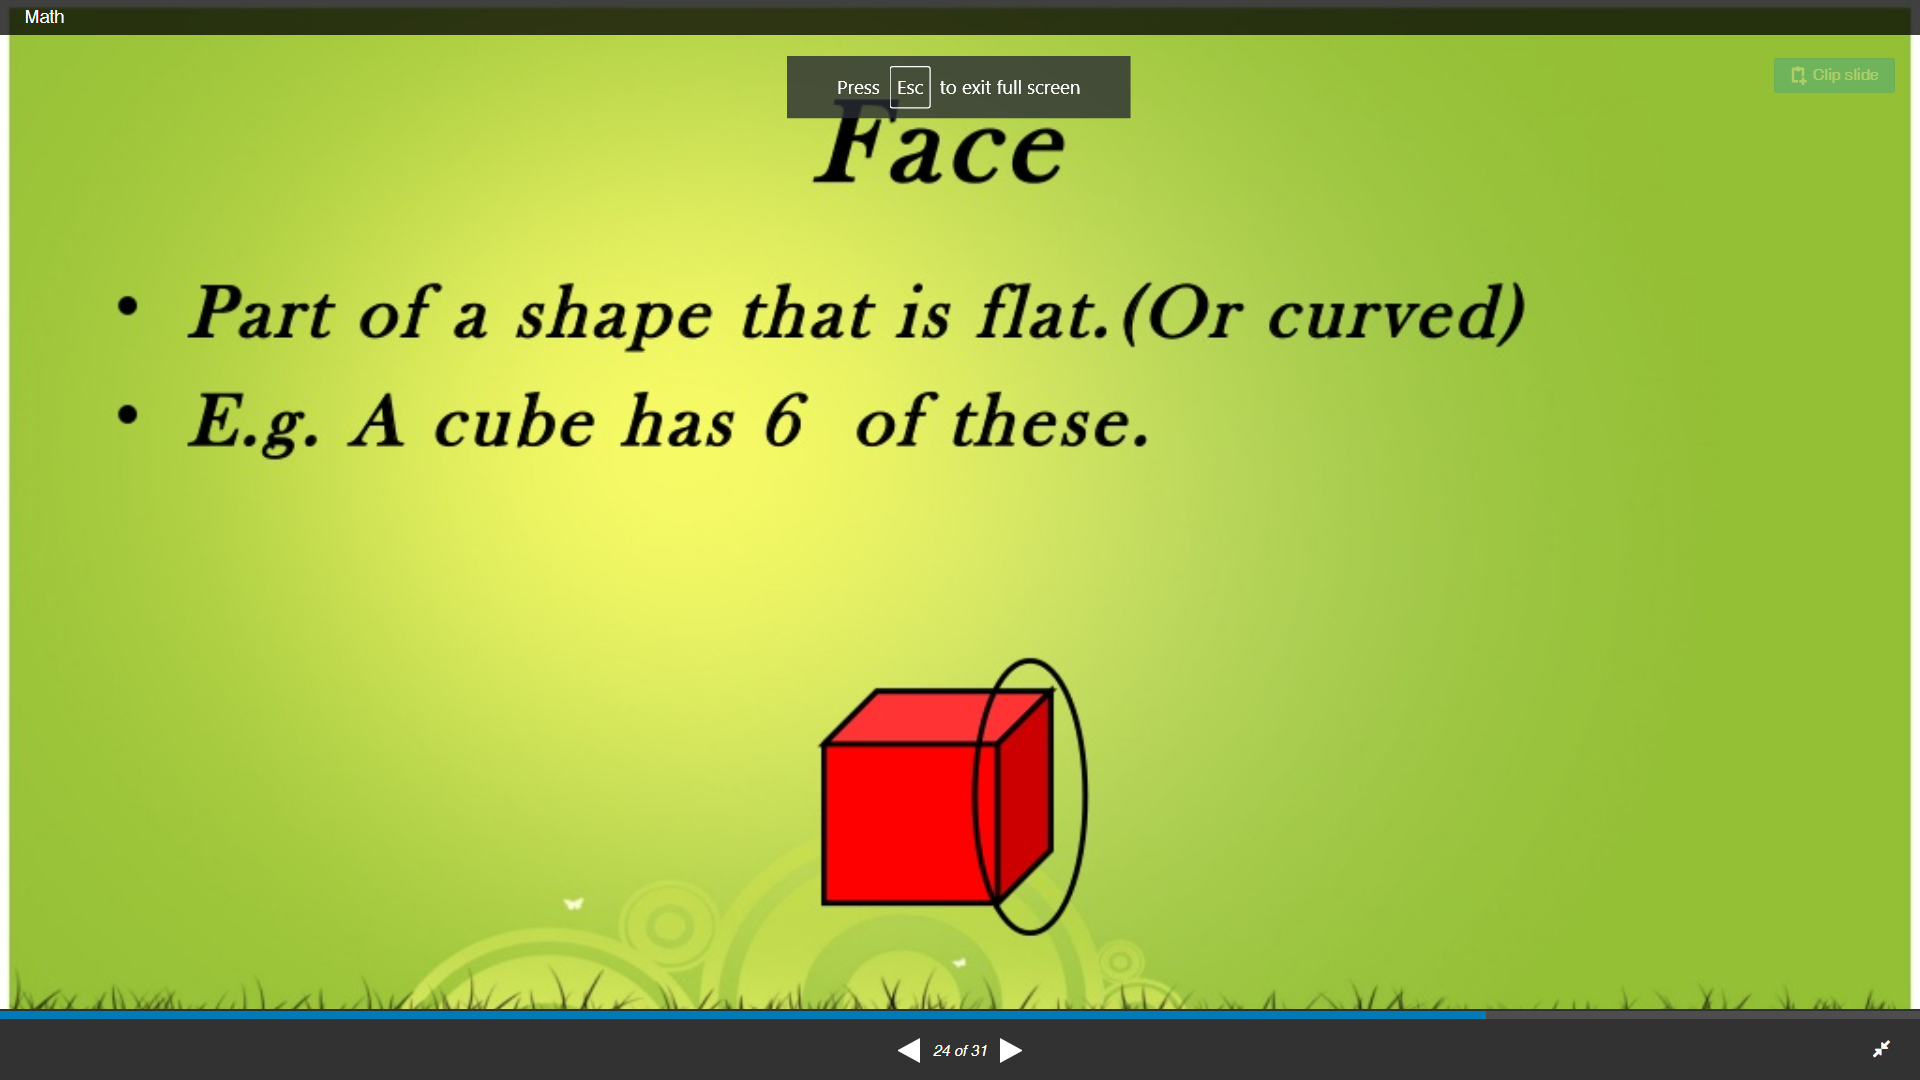 Math
Press Esc to exit full screen
Clip slide
Face
• Part of a shape that is flat.(Or curved)
• E.g. A cube has 6  of these.
24 of 31